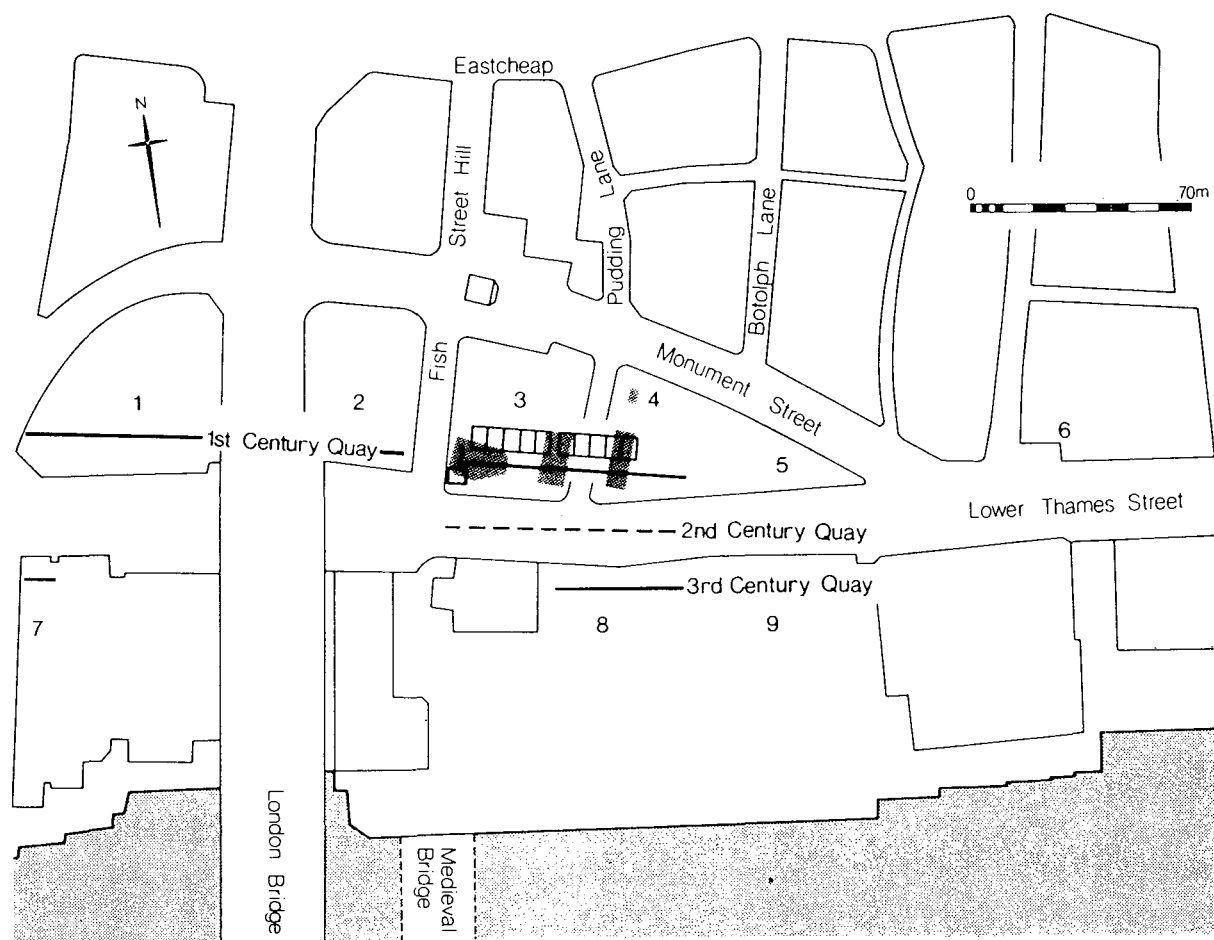 Eastcheap
N
Street Hill
Pudding Lane
Botolph Lane
0 70m
Fish
Monument Street
1
2
3
4
1st Century Quay
5
6
Lower Thames Street
2nd Century Quay
3rd Century Quay
7
8
9
London Bridge
Medieval
Bridge